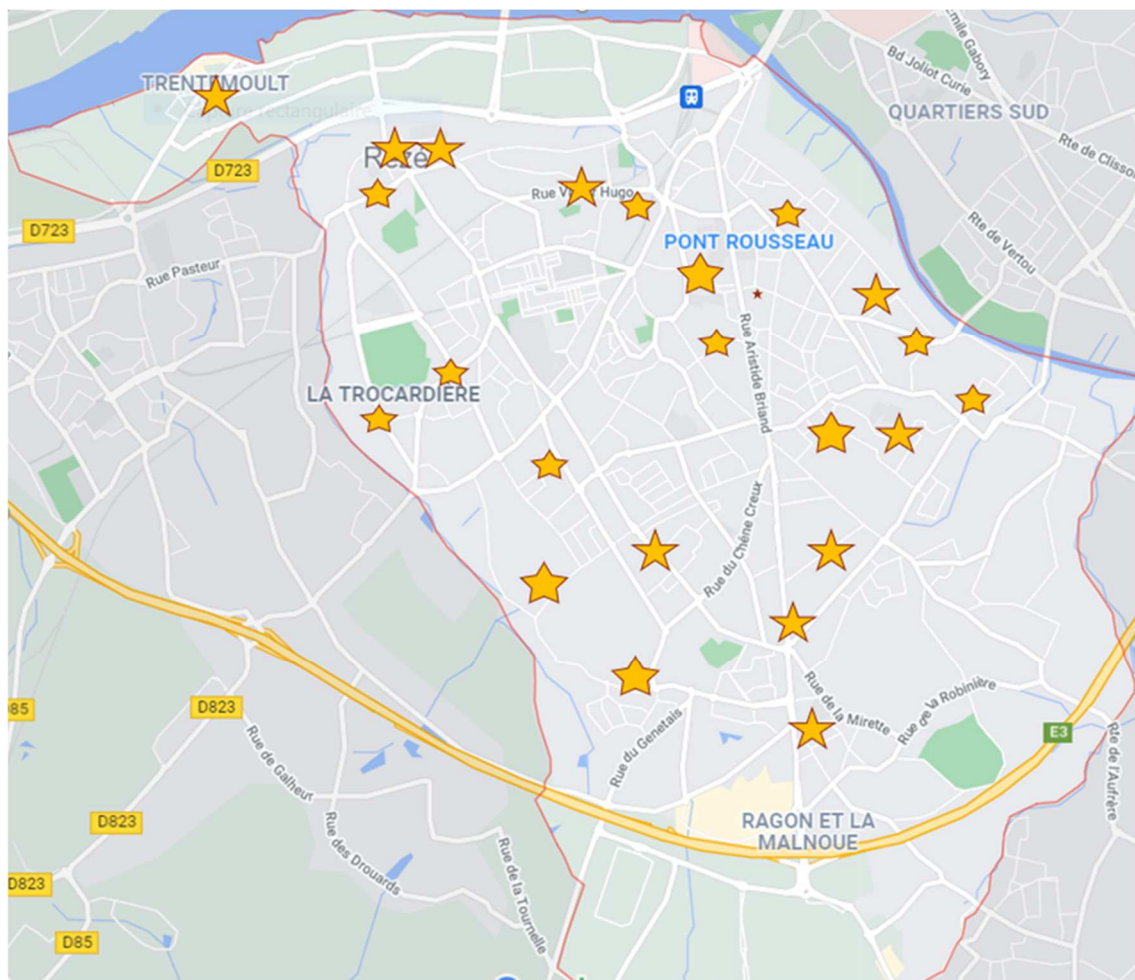 Emile Gabory
Bd Joliot Curie
TRENTEMOULT
QUARTIERS SUD
Rte de Clisson
D723
Rezé
Rue Hugo
D723
Rte de Vertou
PONT ROUSSEAU
Rue Pasteur
Rue Aristide Briand
LA TROCARDIÈRE
Rue du Chêne Creux
Rue de la Robinière
Rue de la Mirette
D823
D85
Rue du Genetais
E3
Rte de l'Aufrère
Rue de Galheur
D823
RAGON ET LA
MALNOUE
Rue des Drouards
Rue de la Tournelle
D823
D85